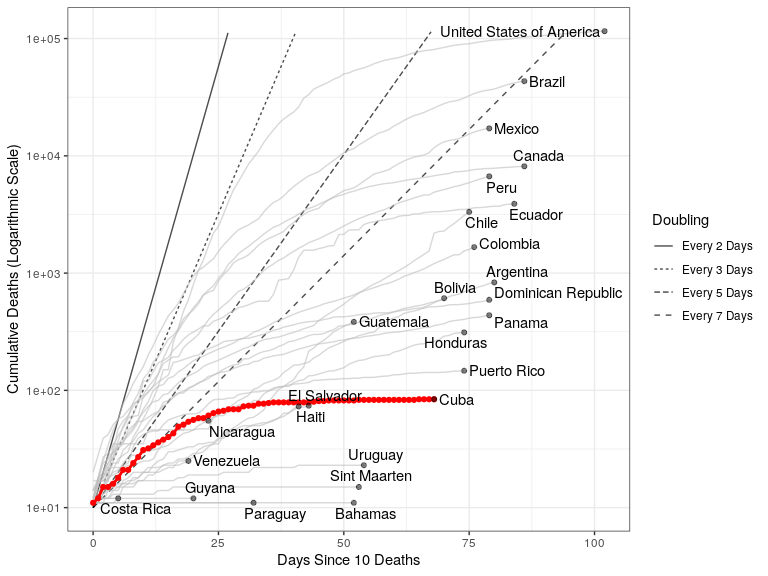 Cumulative Deaths (Logarithmic Scale)
1e+05
1e+04
1e+03
1e+02
1e+01
United States of America
Brazil
Mexico
Canada
Peru
Ecuador
Chile
Colombia
Argentina
Bolivia
Dominican Republic
Guatemala
Panama
Honduras
Puerto Rico
El Salvador
Cuba
Haiti
Nicaragua
Uruguay
Venezuela
Sint Maarten
Guyana
Costa Rica
Paraguay
Bahamas
0
25
50
75
100
Days Since 10 Deaths
Doubling
Every 2 Days
Every 3 Days
Every 5 Days
Every 7 Days